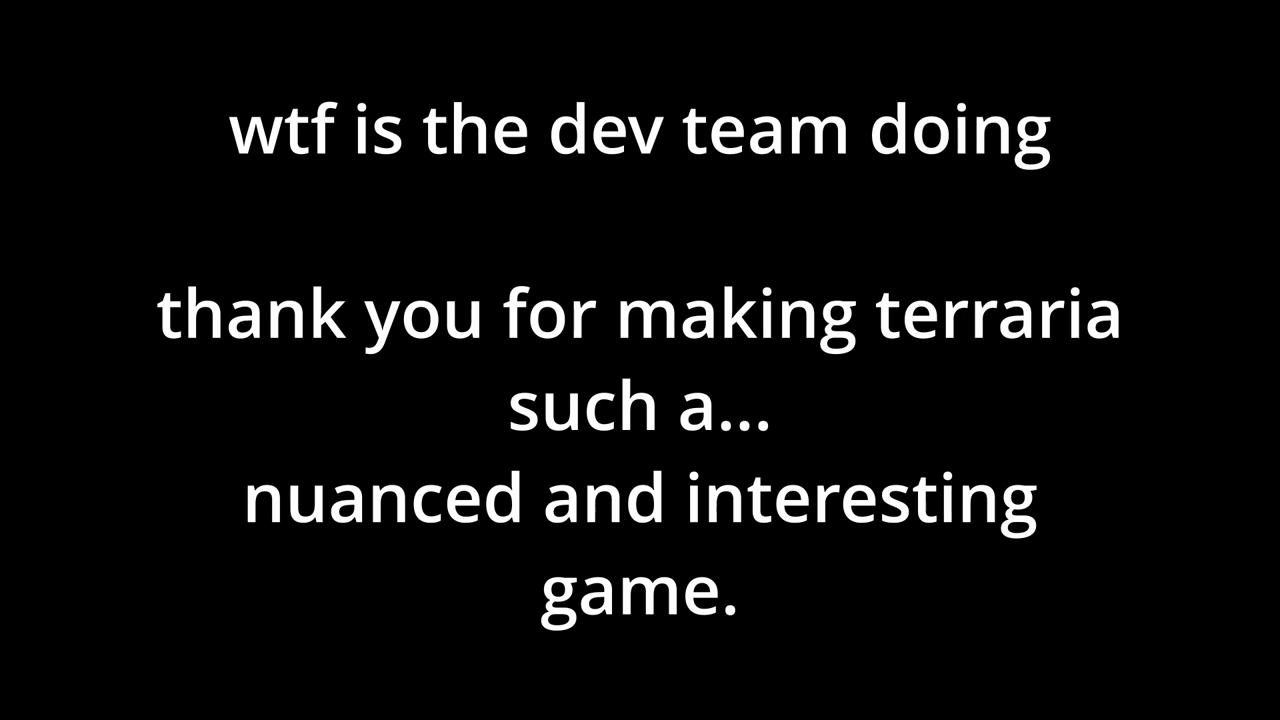 wtf is the dev team doing
thank you for making terraria
such a...
nuanced and interesting
game.